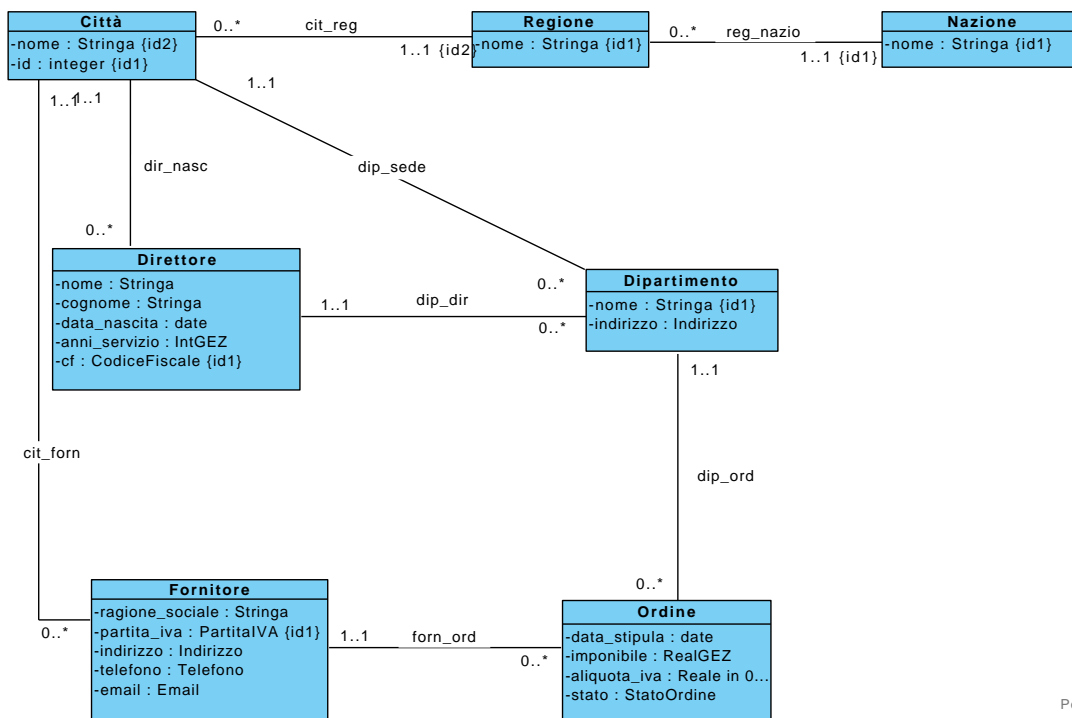 Città
-nome : Stringa {id2}
-id : integer {id1}
0..*
cit_reg
1..1 {id2}
Regione
-nome : Stringa {id1}
0..*
reg_nazio
1..1 {id1}
Nazione
-nome : Stringa {id1}
1..1
1..1
1..1
dir_nasc
dip_sede
0..*
Direttore
-nome : Stringa
-cognome : Stringa
-data_nascita : date
-anni_servizio : IntGEZ
-cf : CodiceFiscale {id1}
1..1
dip_dir
0..*
0..*
Dipartimento
-nome : Stringa {id1}
-indirizzo : Indirizzo
1..1
cit_forn
dip_ord
0..*
0..*
Fornitore
-ragione_sociale : Stringa
-partita_iva : PartitaIVA {id1}
-indirizzo : Indirizzo
-telefono : Telefono
-email : Email
1..1
forn_ord
0..*
Ordine
-data_stipula : date
-imponibile : RealGEZ
-aliquota_iva : Reale in 0...
-stato : StatoOrdine